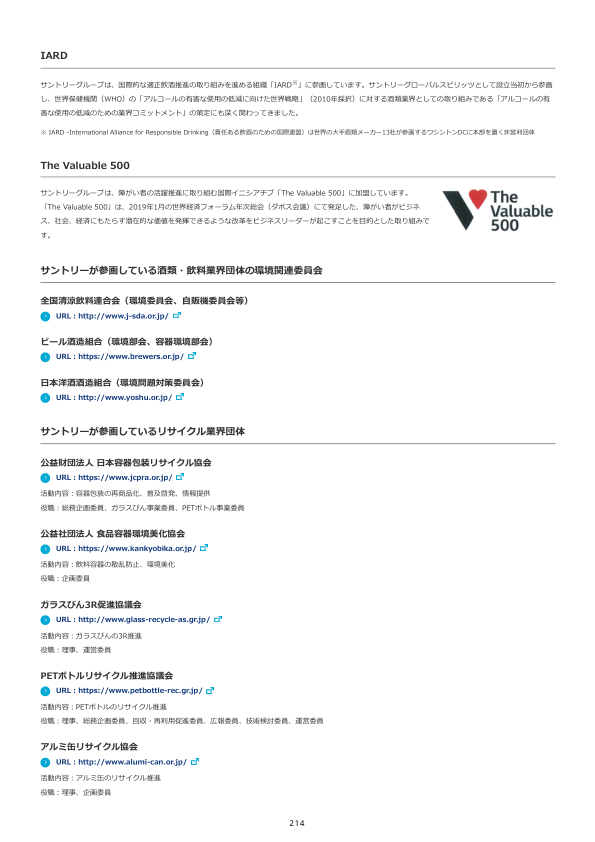 IARD
サントリーグループは、国際的な適正飲酒推進の取り組みを進める組織「IARD※」に参画しています。サントリーグローバルスピリッツとして設立当初から参画
し、世界保健機関（WHO）の「アルコールの有害な使用の低減に向けた世界戦略」（2010年採択）に対する酒類業界としての取り組みである「アルコールの有
害な使用の低減のための業界コミットメント」の策定にも深く関わってきました。
※ IARD -International Alliance for Responsible Drinking（責任ある飲酒のための国際連盟）は世界の大手酒類メーカー13社が参画するワシントンDCに本部を置く非営利団体
The Valuable 500
サントリーグループは、障がい者の活躍推進に取り組む国際イニシアチブ「The Valuable 500」に加盟しています。
「The Valuable 500」は、2019年1月の世界経済フォーラム年次総会（ダボス会議）にて発足した、障がい者がビジネ
ス、社会、経済にもたらす潜在的な価値を発揮できるような改革をビジネスリーダーが起こすことを目的とした取り組みで
す。
The
Valuable
500
サントリーが参画している酒類・飲料業界団体の環境関連委員会
全国清涼飲料連合会（環境委員会、自販機委員会等）
URL：http://www.j-sda.or.jp/
ビール酒造組合（環境部会、容器環境部会）
URL：https://www.brewers.or.jp/
日本洋酒酒造組合（環境問題対策委員会）
URL：http://www.yoshu.or.jp/
サントリーが参画しているリサイクル業界団体
公益財団法人 日本容器包装リサイクル協会
URL：https://www.jcpra.or.jp/
活動内容：容器包装の再商品化、普及啓発、情報提供
役職：総務企画委員、ガラスびん事業委員、PETボトル事業委員
公益社団法人 食品容器環境美化協会
URL：https://www.kankyobika.or.jp/
活動内容：飲料容器の散乱防止、環境美化
役職：企画委員
ガラスびん3R促進協議会
URL：http://www.glass-recycle-as.gr.jp/
活動内容：ガラスびんの3R推進
役職：理事、運営委員
PETボトルリサイクル推進協議会
URL：https://www.petbottle-rec.gr.jp/
活動内容：PETボトルのリサイクル推進
役職：理事、総務企画委員、回収・再利用促進委員、広報委員、技術検討委員、運営委員
アルミ缶リサイクル協会
URL：http://www.alumi-can.or.jp/
活動内容：アルミ缶のリサイクル推進
役職：理事、企画委員
214